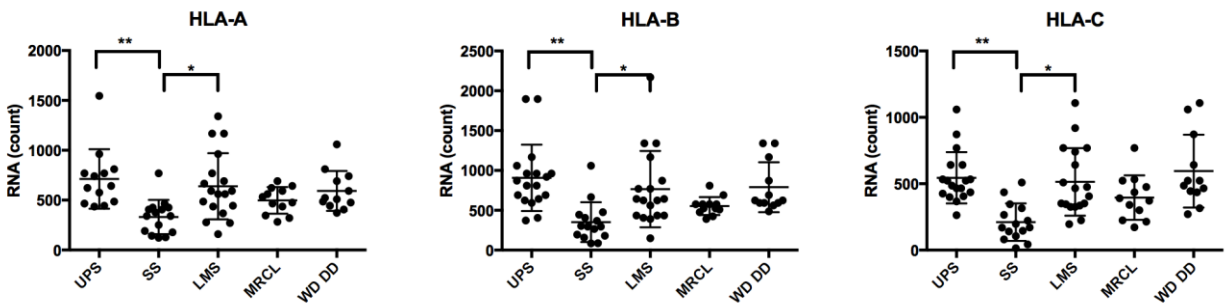 HLA-A
RNA (count)
2000
1500
1000
500
0
**
*
UPS
SS
LMS
MRCL
WD DD
HLA-B
RNA (count)
2500
2000
1500
1000
500
0
**
*
UPS
SS
LMS
MRCL
WD DD
HLA-C
RNA (count)
1500
1000
500
0
**
*
UPS
SS
LMS
MRCL
WD DD